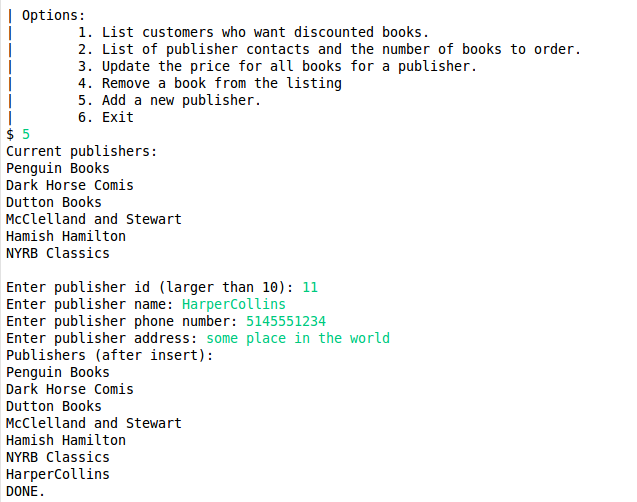 | Options:
|        1. List customers who want discounted books.
|        2. List of publisher contacts and the number of books to order.
|        3. Update the price for all books for a publisher.
|        4. Remove a book from the listing
|        5. Add a new publisher.
|        6. Exit
$ 5
Current publishers:
Penguin Books
Dark Horse Comis
Dutton Books
McClelland and Stewart
Hamish Hamilton
NYRB Classics

Enter publisher id (larger than 10): 11
Enter publisher name: HarperCollins
Enter publisher phone number: 5145551234
Enter publisher address: some place in the world
Publishers (after insert):
Penguin Books
Dark Horse Comis
Dutton Books
McClelland and Stewart
Hamish Hamilton
NYRB Classics
HarperCollins
DONE.